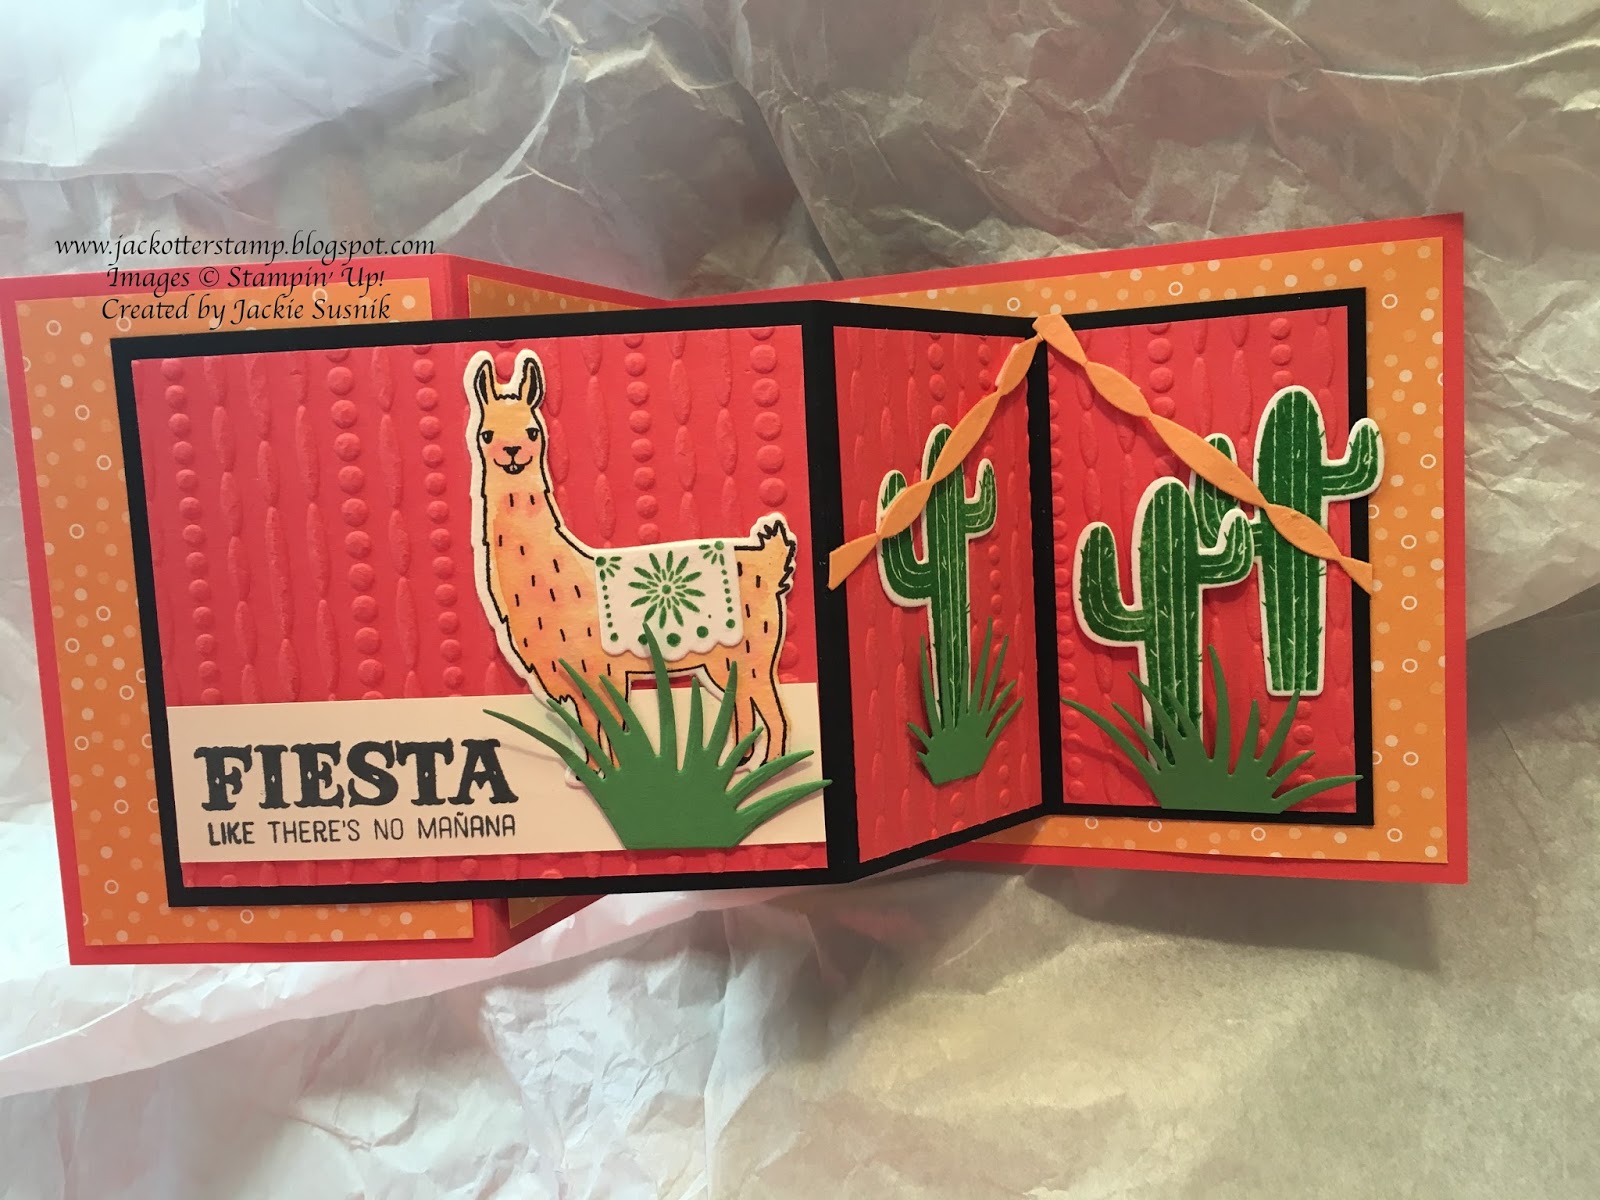 www.jackotterstamp.blogspot.com
Images © Stampin' Up!
Created by Jackie Susnik
FIESTA
LIKE THERE'S NO MAÑANA